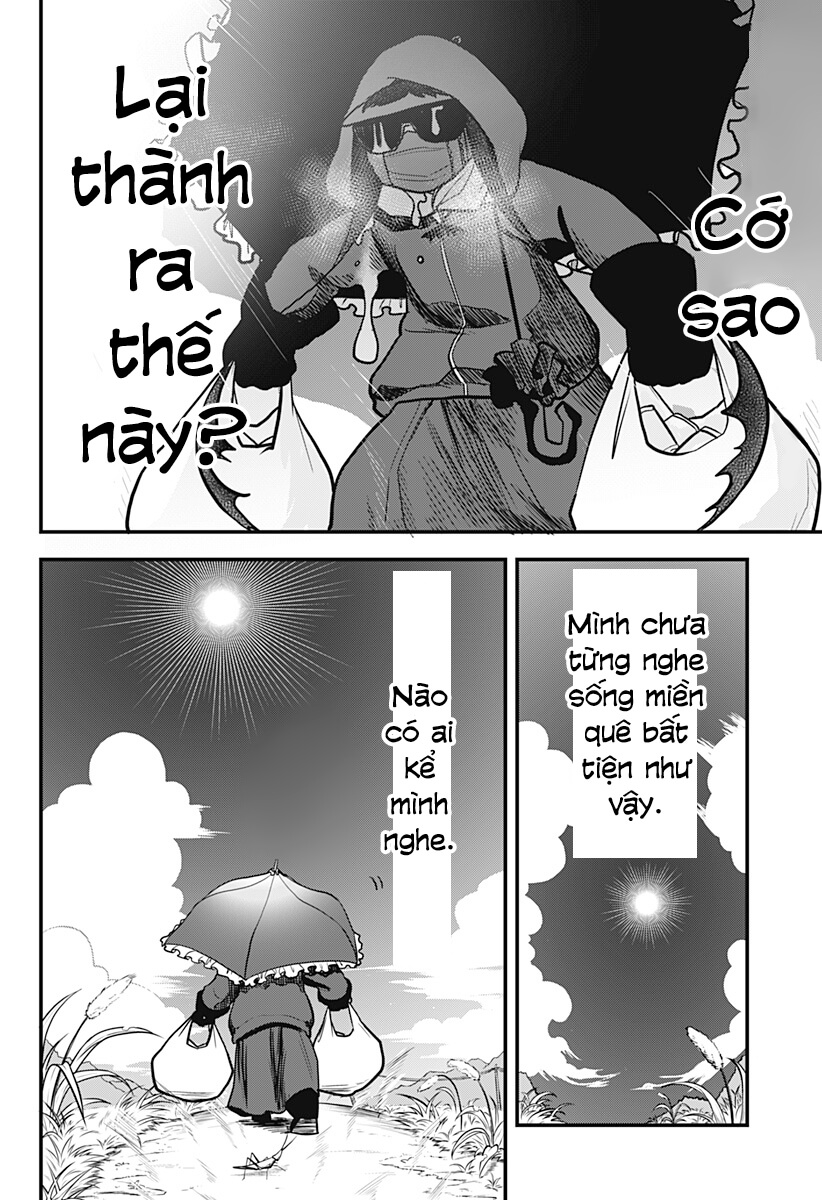 Cớ
sao
Lại
thành
ra
thế
này?
Mình chưa
từng nghe
sống miền
quê bất
tiện như
vậy.
Nào
có ai
kể
mình
nghe.